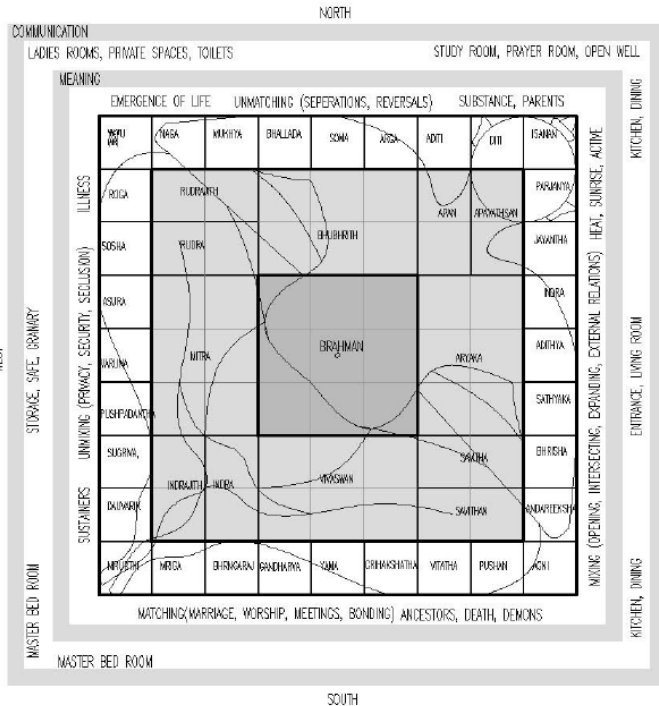 NORTH
COMMUNICATION
LADIES ROOMS, PRIVATE SPACES, TOILETS
STUDY ROOM, PRAYER ROOM, OPEN WELL
MEANING
EMERGENCE OF LIFE
UNMATCHING (SEPERATIONS, REVERSALS)
SUBSTANCE, PARENTS
NAGA
MUKHYA
BHALLADA
SOMA
ARGA
ADITI
DITI
ISANAN
ROGA
RUDRAJITH
APAN
APAVATHSAN
PARJANYA
SOSHA
RUDRA
BHUBHRITH
JAYANTHA
ASURA
INDRA
VARUNA
MITRA
BRAHMAN
ARYAKA
ADITHYA
PUSHPADANTHA
SATHYAKA
SUGRIVA,
SAVITHA
BHRISHA
DAUVARIK
INDRAJITH
INDRA
VIVASWAN
SAVITHAN
ANDAREEKSHA
NIRUTHI
MRIGA
BHRINGARAJ
GANDHARVA
YAMA
GRIHAKSHATHA
VITATHA
PUSHAN
AGNI
MATCHING(MARRIAGE, WORSHIP, MEETINGS, BONDING)
ANCESTORS, DEATH, DEMONS
MASTER BED ROOM
SOUTH
WEST
STORAGE, SAFE, GRANARY
MASTER BED ROOM
ILLNESS
UNMIXING (PRIVACY, SECURITY, SECLUSION)
SUSTAINERS
HEAT, SUNRISE, ACTIVE
MIXING (OPENING, INTERSECTING, EXPANDING, EXTERNAL RELATIONS)
KITCHEN, DINING
ENTRANCE, LIVING ROOM
KITCHEN, DINING